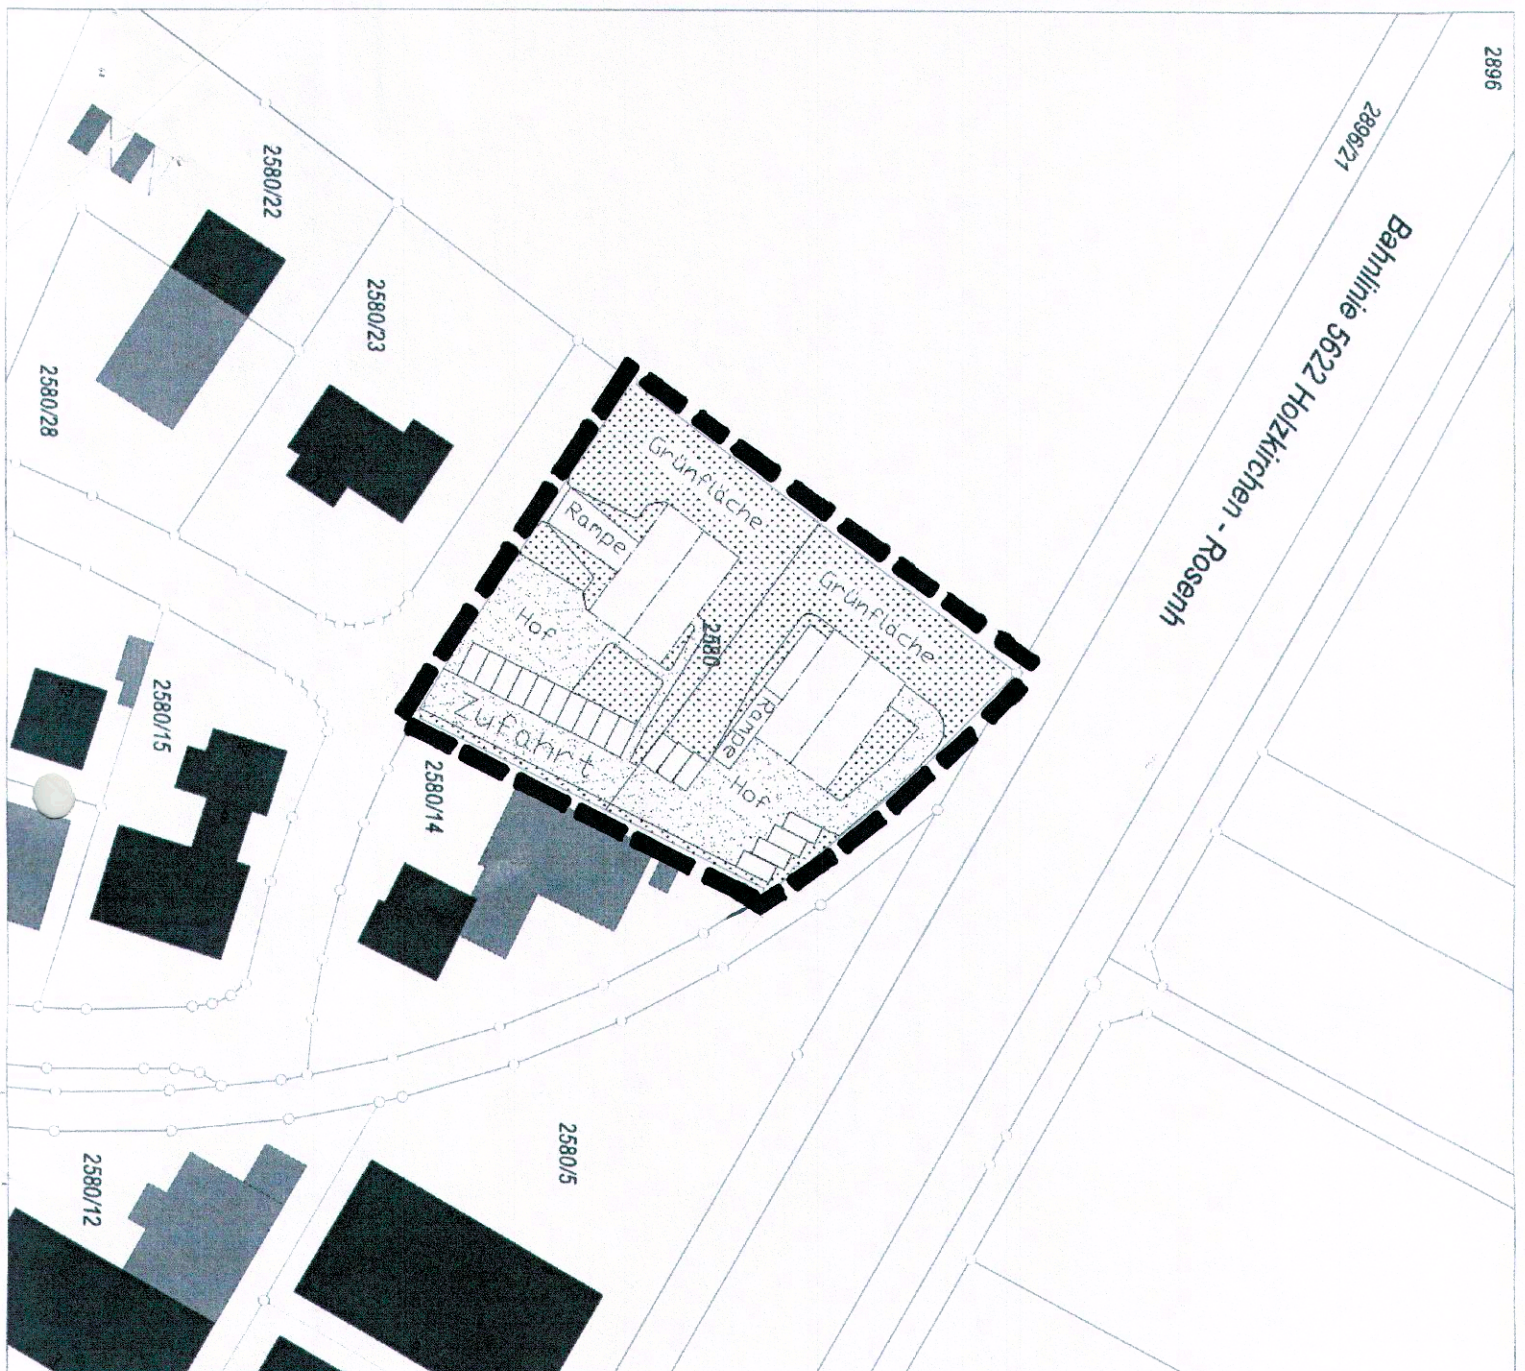 2896
2896/21
Bahnlinie 5622 Holzkirchen - Rosenh
2580/22
2580/23
2580/28
Grünfläche
Rampe
Grünfläche
Hof
2580
Rampe
Zufahrt
Hof
2580/15
2580/14
2580/5
2580/12